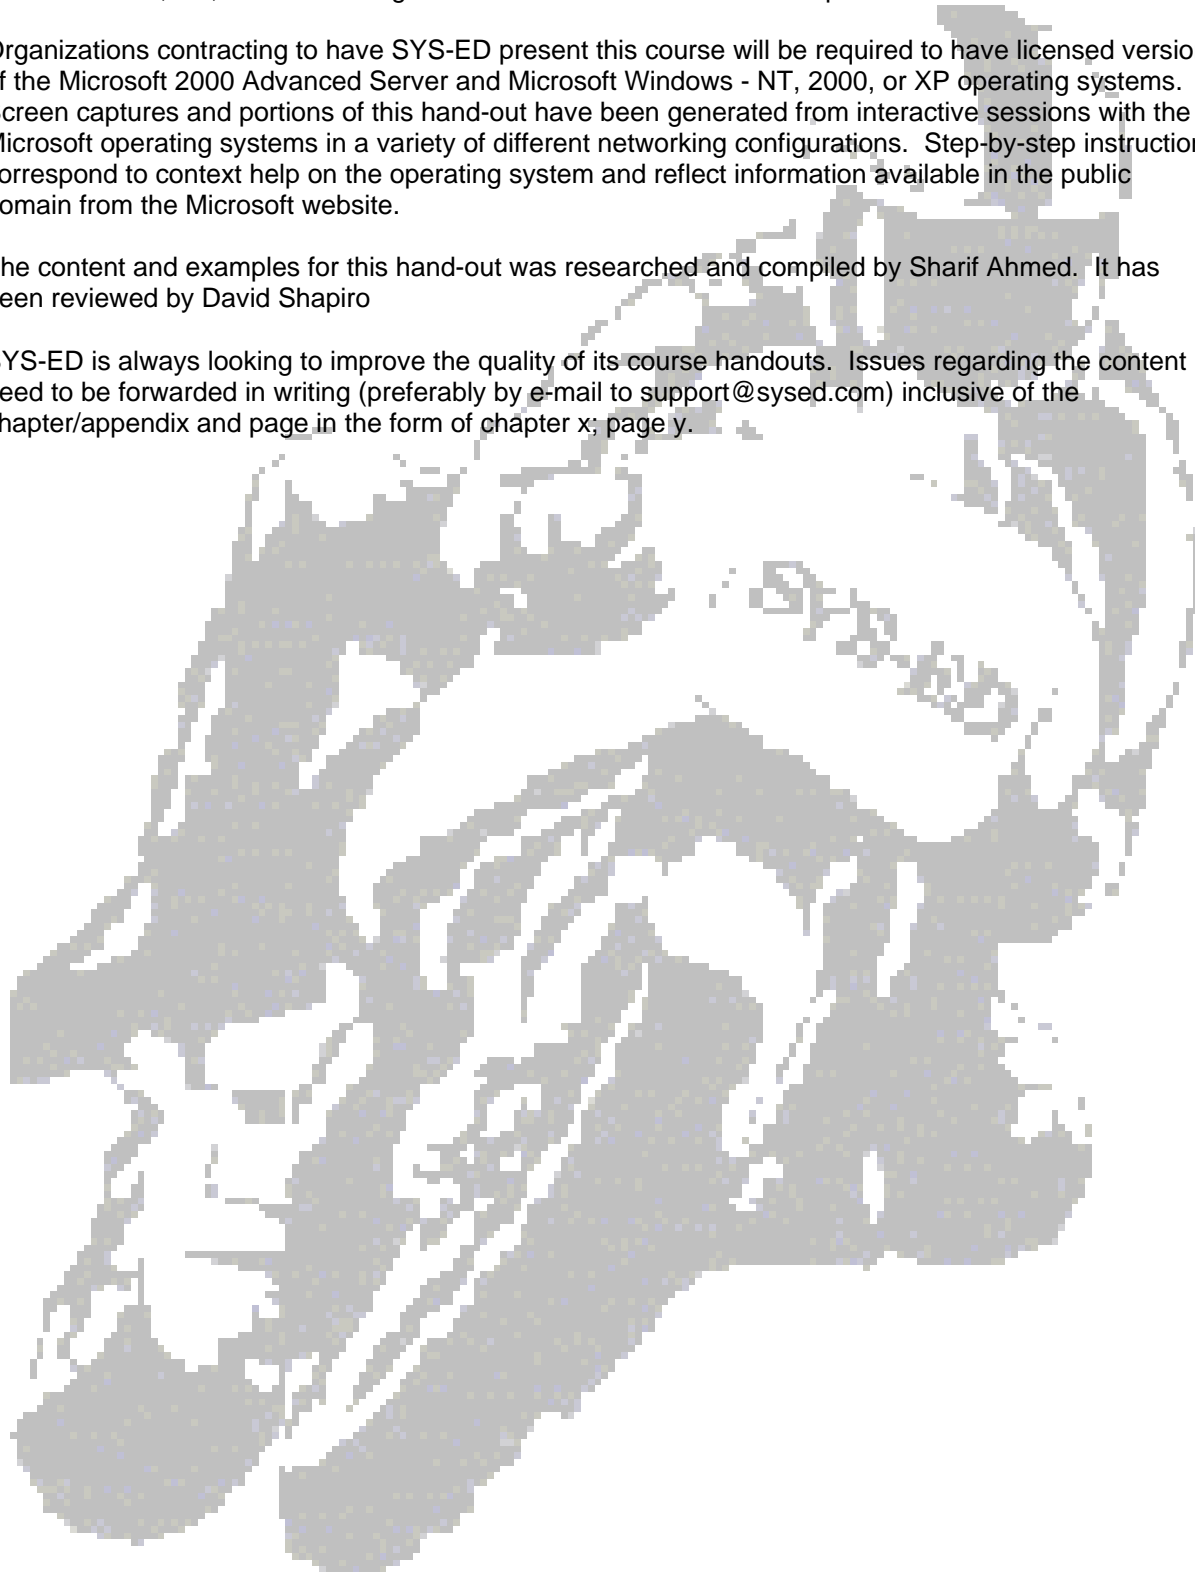 Organizations contracting to have SYS-ED present this course will be required to have licensed versio
f the Microsoft 2000 Advanced Server and Microsoft Windows - NT, 2000, or XP operating systems.
Screen captures and portions of this hand-out have been generated from interactive sessions with the
Microsoft operating systems in a variety of different networking configurations. Step-by-step instruction
orrespond to context help on the operating system and reflect information available in the public
omain from the Microsoft website.
he content and examples for this hand-out was researched and compiled by Sharif Ahmed. It has
een reviewed by David Shapiro
SYS-ED is always looking to improve the quality of its course handouts. Issues regarding the content
eed to be forwarded in writing (preferably by e-mail to support@sysed.com) inclusive of the
hapter/appendix and page in the form of chapter x; page y.
SYS-ED